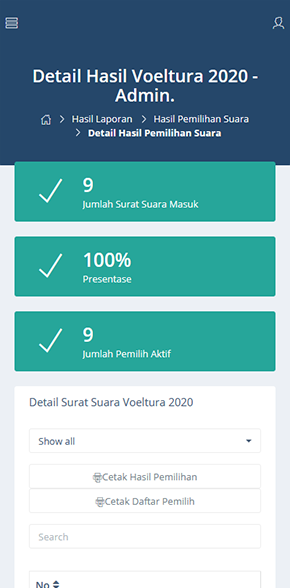 Detail Hasil Voeltura 2020 -
Admin.
Hasil Laporan
Hasil Pemilihan Suara
Detail Hasil Pemilihan Suara
9
Jumlah Surat Suara Masuk
100%
Presentase
9
Jumlah Pemilih Aktif
Detail Surat Suara Voeltura 2020
Show all
Cetak Hasil Pemilihan
Cetak Daftar Pemilih
Search
No